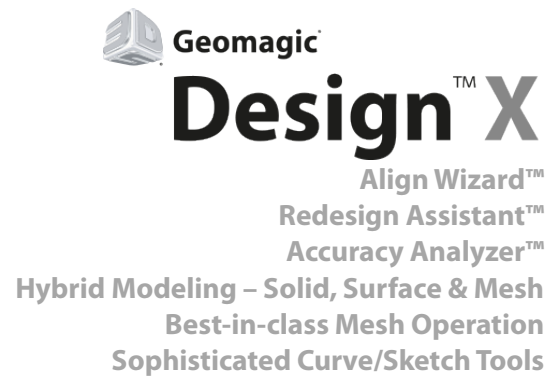 Geomagic
Design™ X
Align Wizard™
Redesign Assistant™
Accuracy Analyzer™
Hybrid Modeling – Solid, Surface & Mesh
Best-in-class Mesh Operation
Sophisticated Curve/Sketch Tools